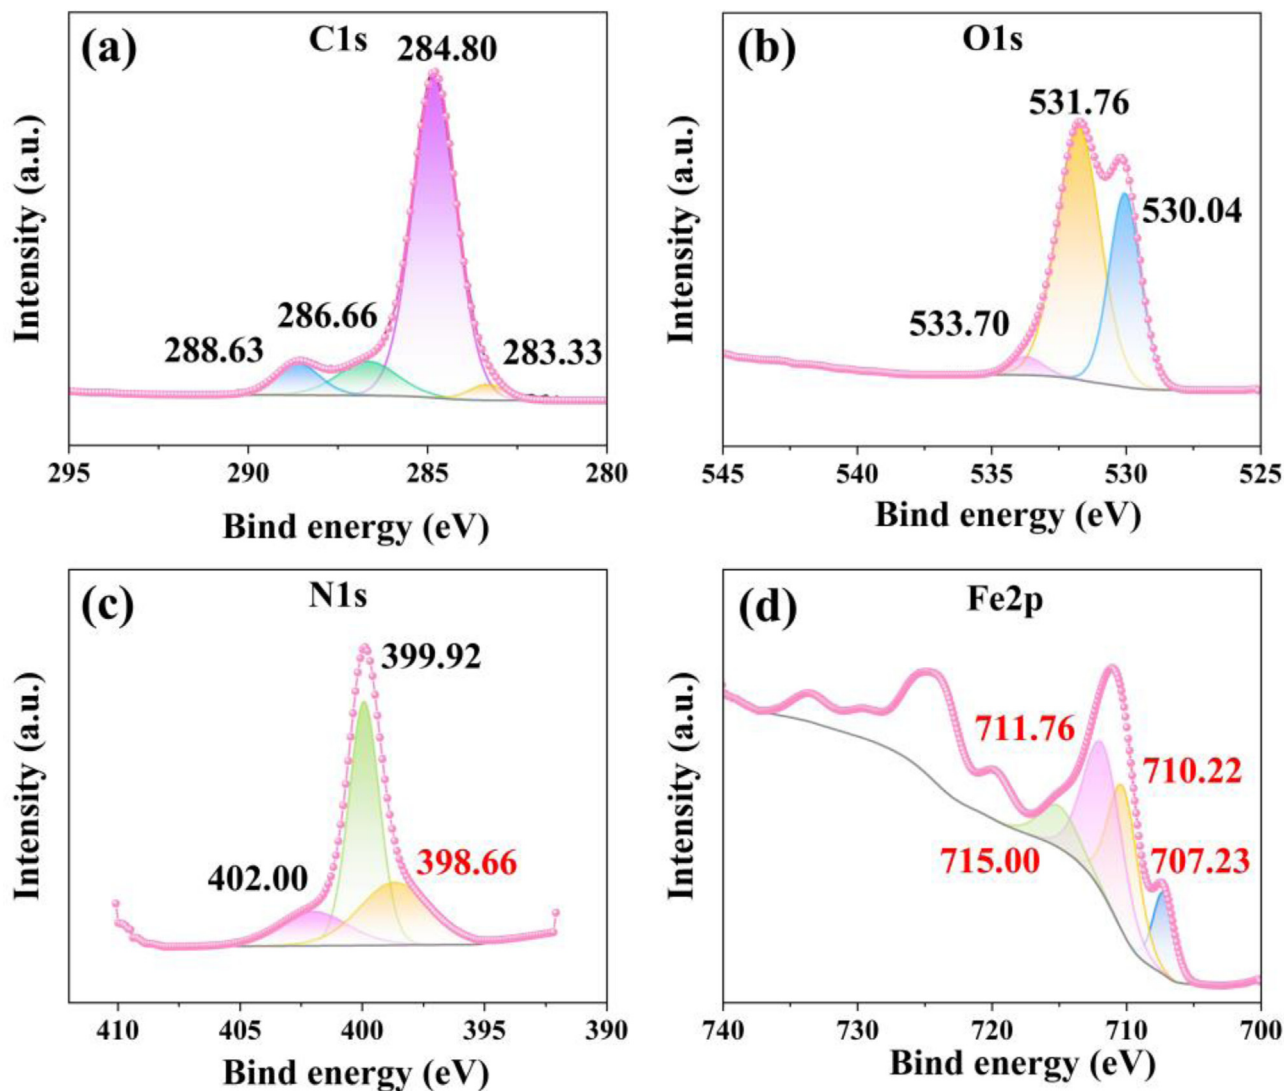 (a)
C1s
284.80
286.66
288.63
283.33
Intensity (a.u.)
295
290
285
280
Bind energy (eV)
(b)
O1s
531.76
530.04
533.70
Intensity (a.u.)
545
540
535
530
525
Bind energy (eV)
(c)
N1s
399.92
402.00
398.66
Intensity (a.u.)
410
405
400
395
390
Bind energy (eV)
(d)
Fe2p
711.76
710.22
715.00
707.23
Intensity (a.u.)
740
730
720
710
700
Bind energy (eV)